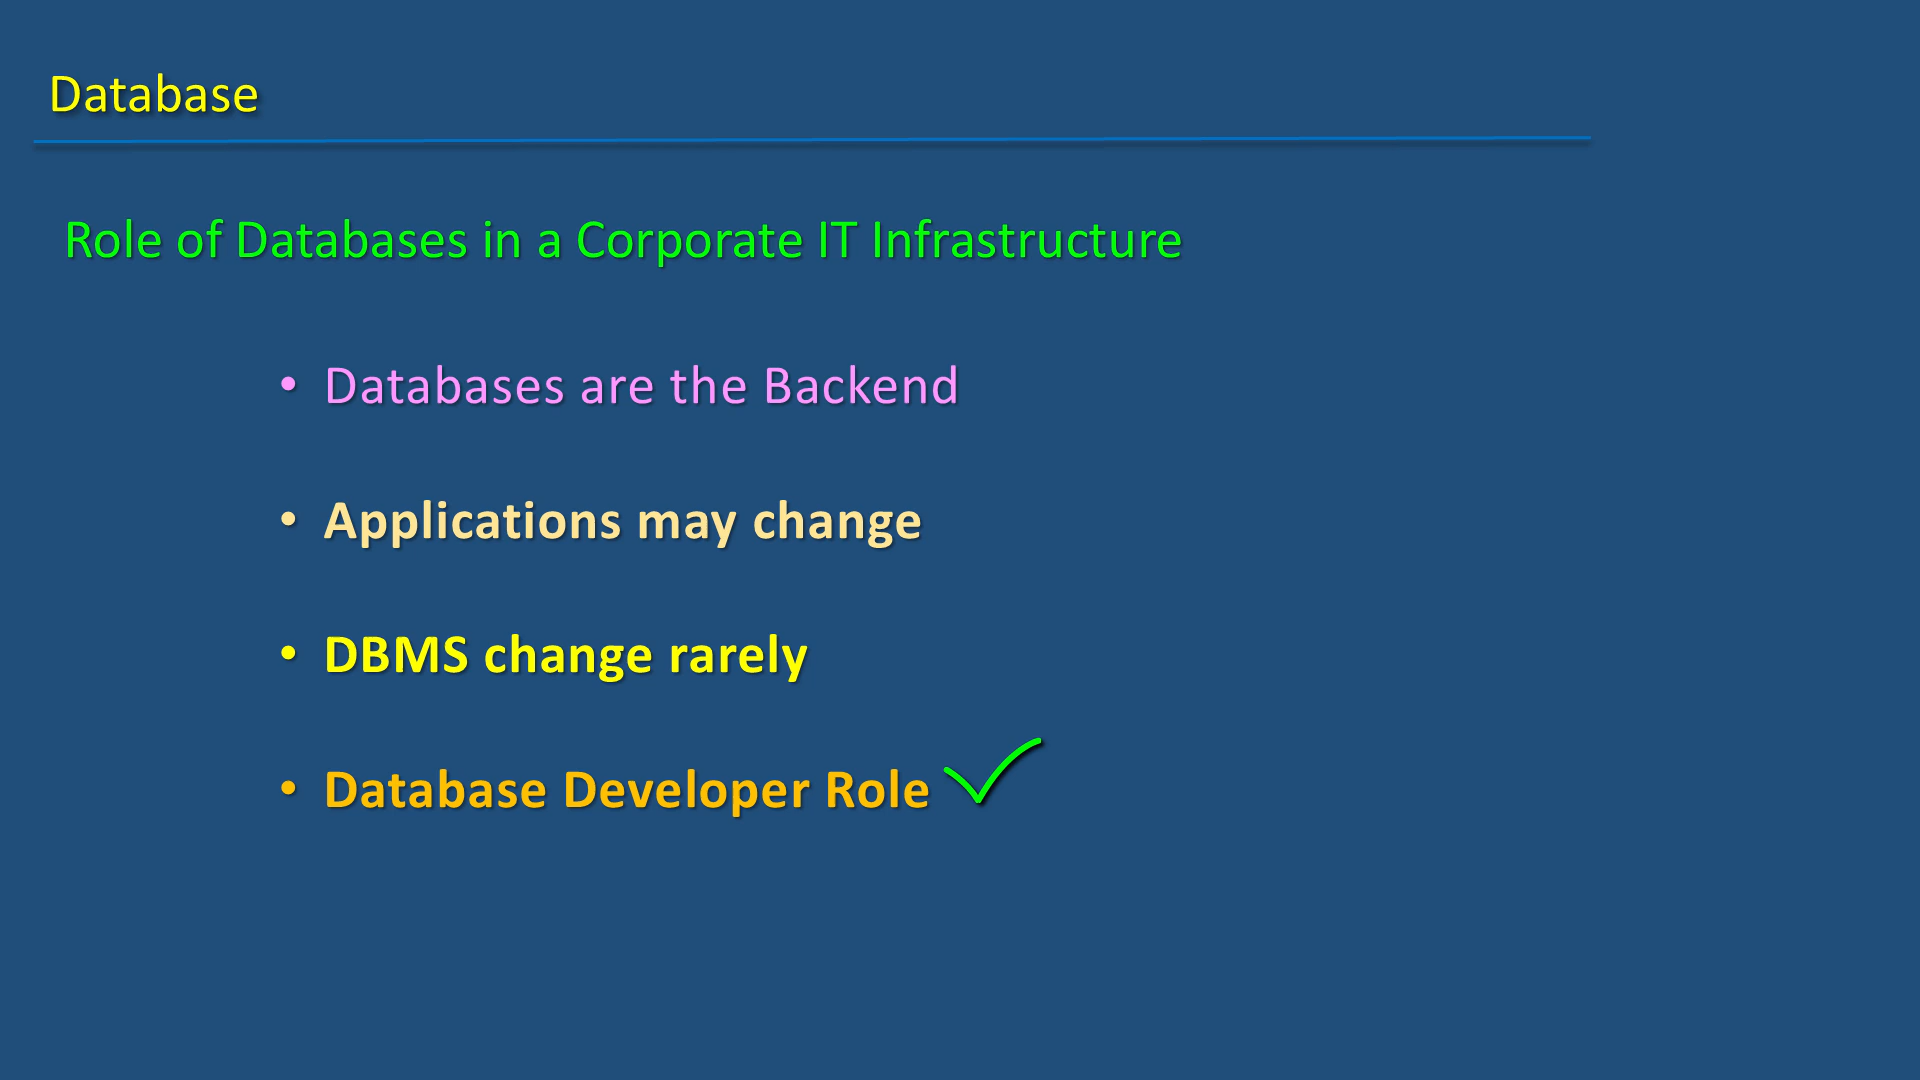 Database
Role of Databases in a Corporate IT Infrastructure
• Databases are the Backend
• Applications may change
• DBMS change rarely
• Database Developer Role